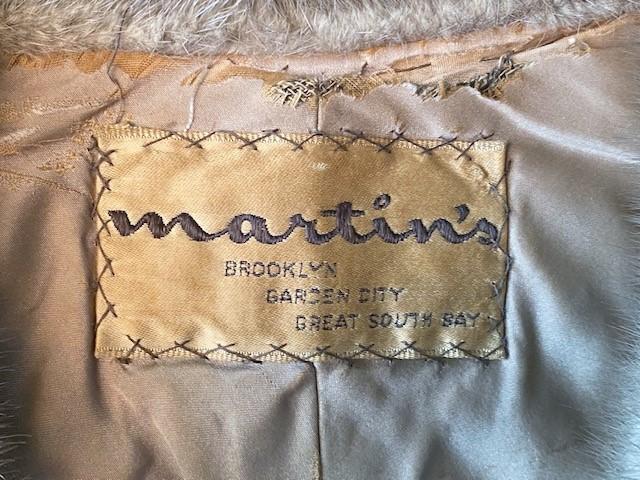 martin's
BROOKLYN
GARDEN CITY
GREAT SOUTH BAY